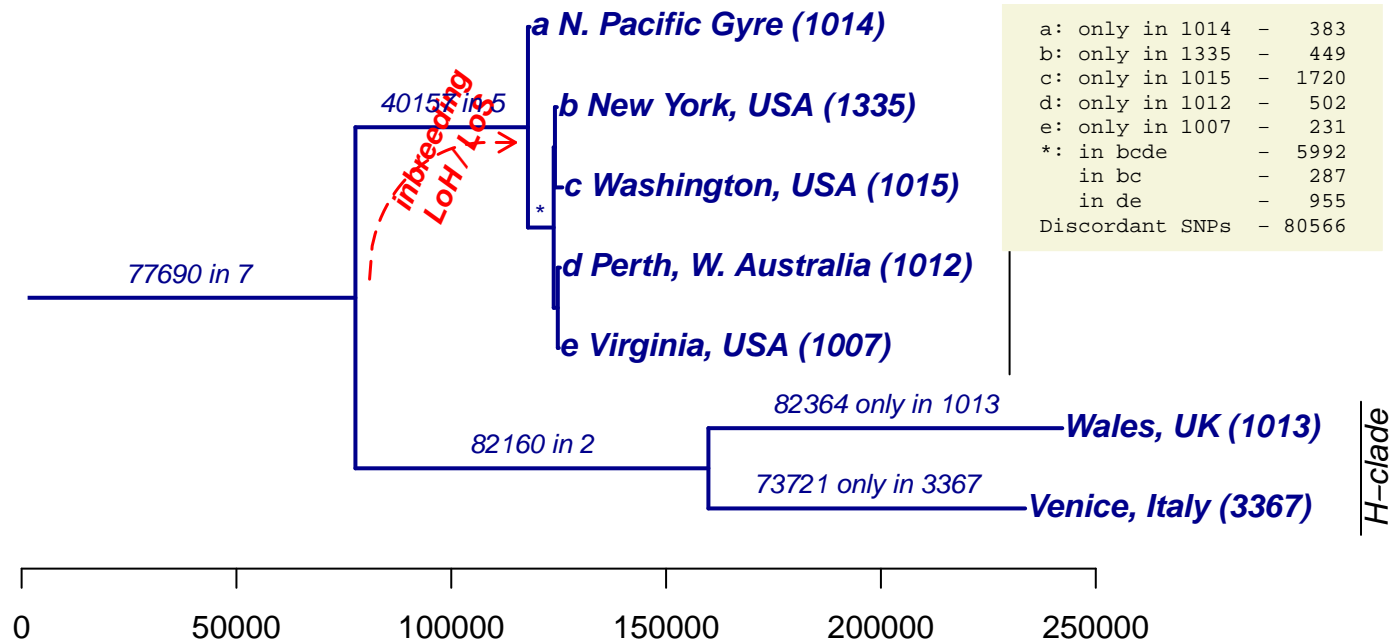 a N. Pacific Gyre (1014)
40157 in 5
inbreeding
LoH / LoS
b New York, USA (1335)
c Washington, USA (1015)
*
d Perth, W. Australia (1012)
77690 in 7
e Virginia, USA (1007)
a: only in 1014 – 383
b: only in 1335 – 449
c: only in 1015 – 1720
d: only in 1012 – 502
e: only in 1007 – 231
*: in bcde – 5992
in bc – 287
in de – 955
Discordant SNPs – 80566
82364 only in 1013
Wales, UK (1013)
82160 in 2
73721 only in 3367
Venice, Italy (3367)
H–clade
0 50000 100000 150000 200000 250000